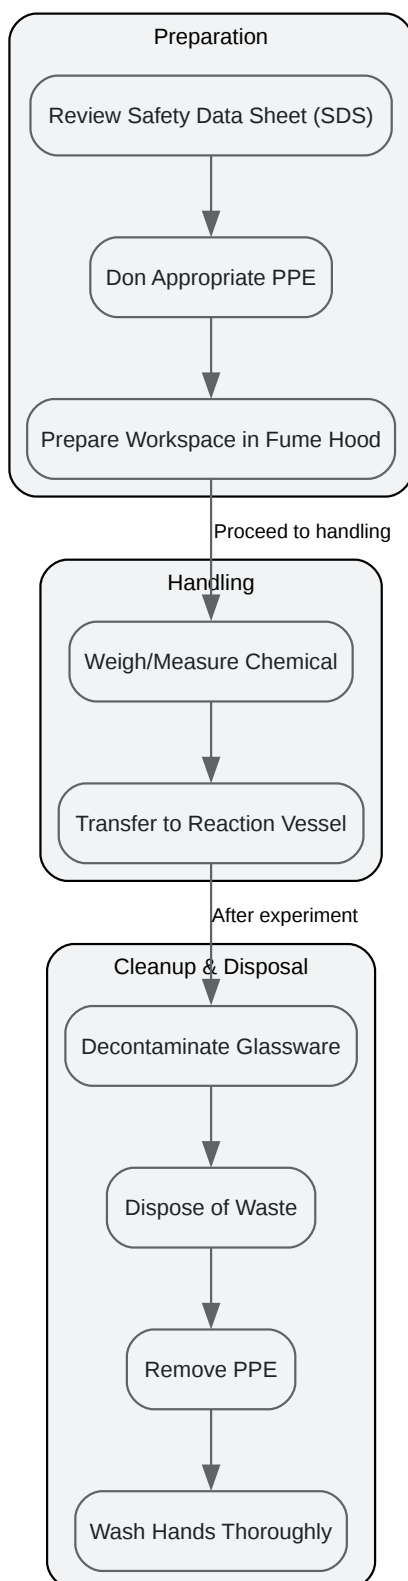 Preparation
Review Safety Data Sheet (SDS)
Don Appropriate PPE
Prepare Workspace in Fume Hood
Proceed to handling
Handling
Weigh/Measure Chemical
Transfer to Reaction Vessel
After experiment
Cleanup & Disposal
Decontaminate Glassware
Dispose of Waste
Remove PPE
Wash Hands Thoroughly